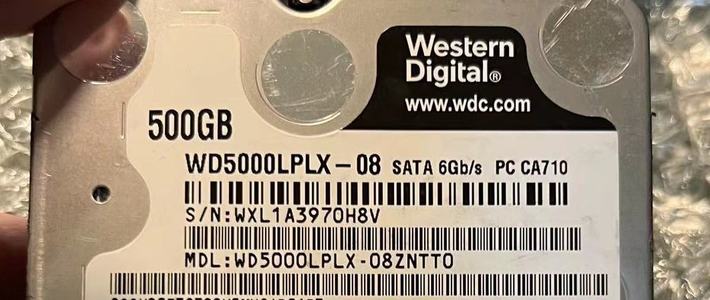 Western
Digital®
www.wdc.com
500GB
WD5000LPLX – 08 SATA 6Gb/s PC CA710
S/N:WXL1A3970H8V
MDL:WD5000LPLX-08ZNTT0